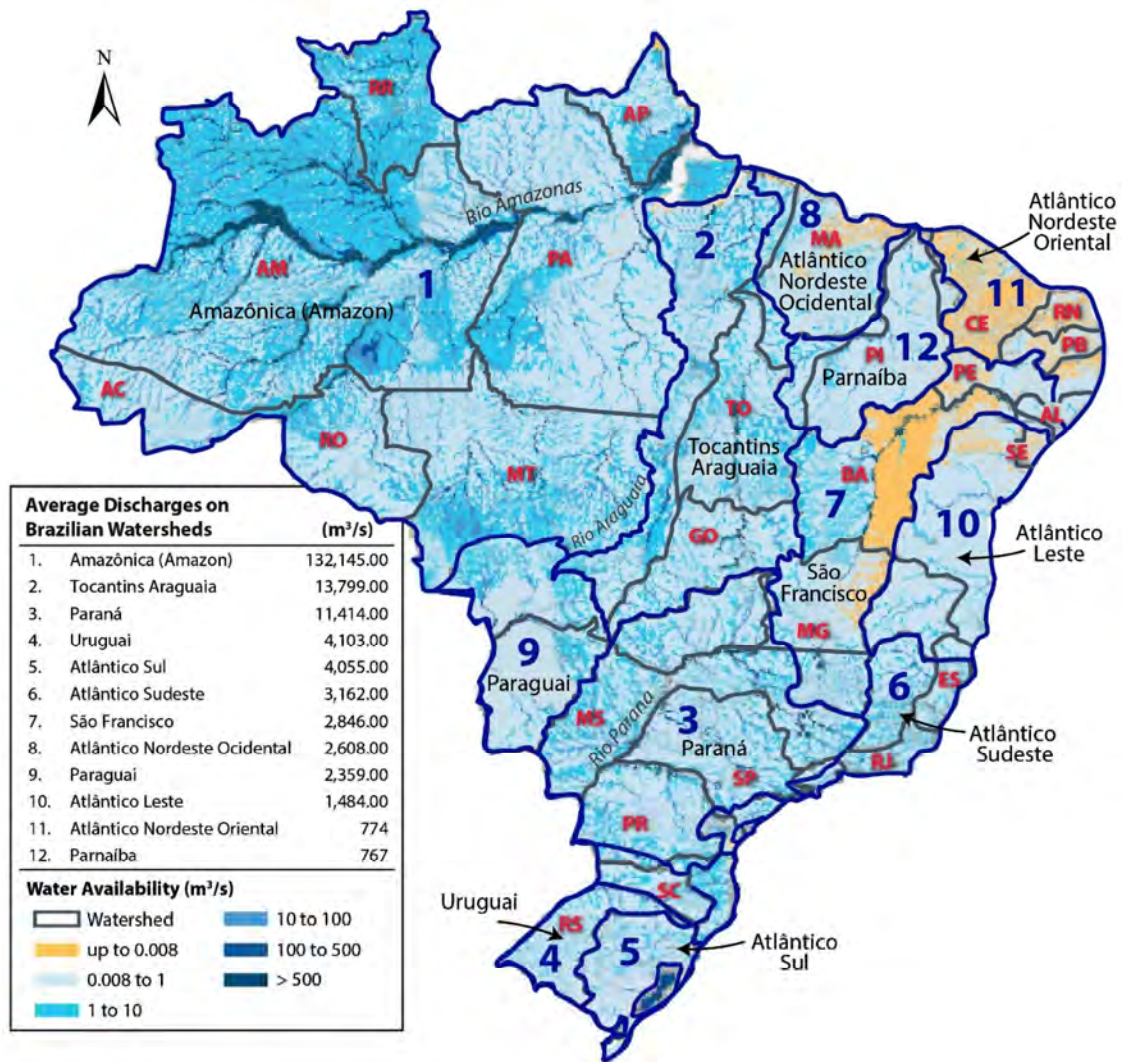 N
RR
AP
Rio Amazonas
AM
1
Amazônica (Amazon)
PA
2
8
MA
Atlântico
Nordeste
Ocidental
Atlântico
Nordeste
Oriental
11
CE
RN
PB
PI
12
Parnaíba
PE
AL
SE
AC
RO
MT
TO
Tocantins
Araguaia
Rio Araguaia
GO
BA
7
São
Francisco
MG
10
Atlântico
Leste
9
Paraguai
MS
Rio Paraná
3
Paraná
SP
6
ES
Atlântico
Sudeste
RJ
PR
SC
Uruguai
RS
4
5
Atlântico
Sul
Average Discharges on
Brazilian Watersheds (m³/s)
1. Amazônica (Amazon) 132,145.00
2. Tocantins Araguaia 13,799.00
3. Paraná 11,414.00
4. Uruguai 4,103.00
5. Atlântico Sul 4,055.00
6. Atlântico Sudeste 3,162.00
7. São Francisco 2,846.00
8. Atlântico Nordeste Ocidental 2,608.00
9. Paraguai 2,359.00
10. Atlântico Leste 1,484.00
11. Atlântico Nordeste Oriental 774
12. Parnaíba 767
Water Availability (m³/s)
Watershed
up to 0.008
0.008 to 1
1 to 10
10 to 100
100 to 500
> 500